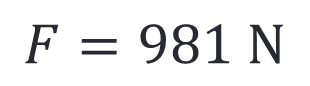 F = 981 N